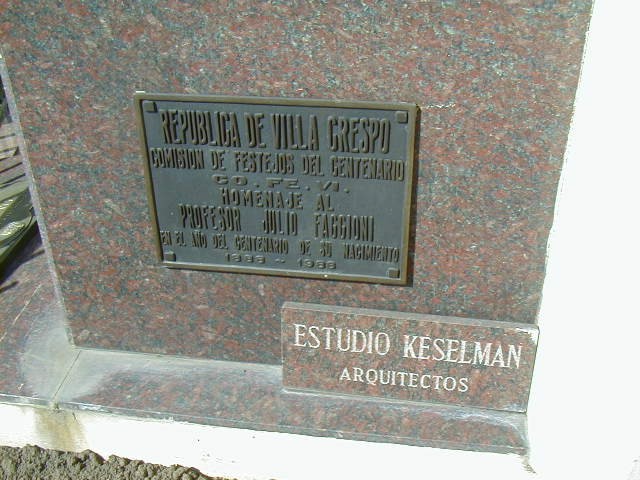 REPUBLICA DE VILLA CRESPO
COMISION DE FESTEJOS DEL CENTENARIO
CO. FE. VI.
HOMENAJE AL
PROFESOR JULIO FAGGIONI
EN EL AÑO DEL CENTENARIO DE SU NACIMIENTO
ESTUDIO KESELMAN
ARQUITECTOS